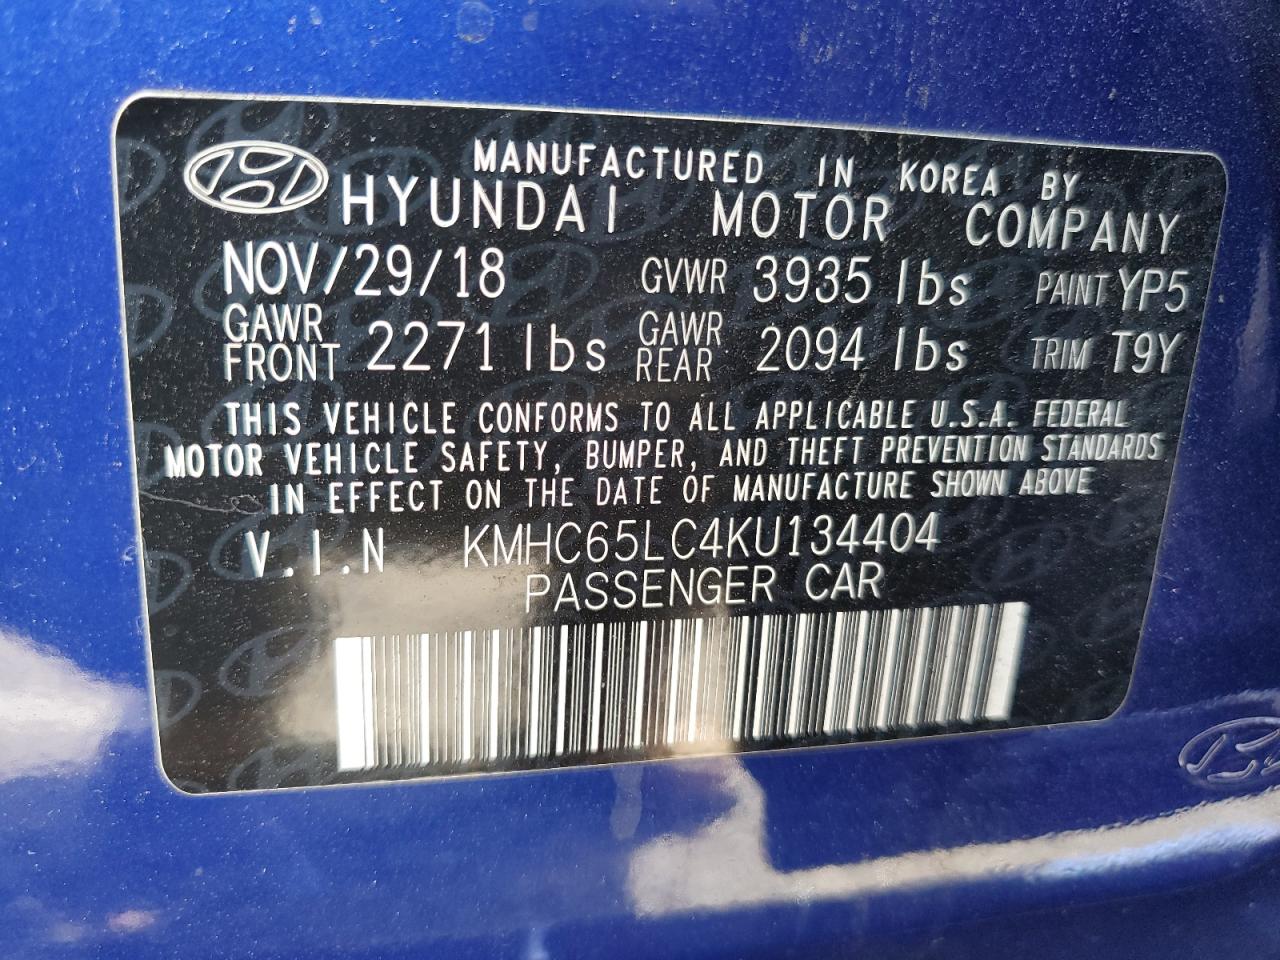 MANUFACTURED IN KOREA BY
HYUNDAI MOTOR COMPANY
NOV/29/18 GVWR 3935 lbs PAINT YP5
GAWR FRONT 2271 lbs GAWR REAR 2094 lbs TRIM T9Y
THIS VEHICLE CONFORMS TO ALL APPLICABLE U.S.A. FEDERAL
MOTOR VEHICLE SAFETY, BUMPER, AND THEFT PREVENTION STANDARDS
IN EFFECT ON THE DATE OF MANUFACTURE SHOWN ABOVE
V.I.N KMHC65LC4KU134404
PASSENGER CAR